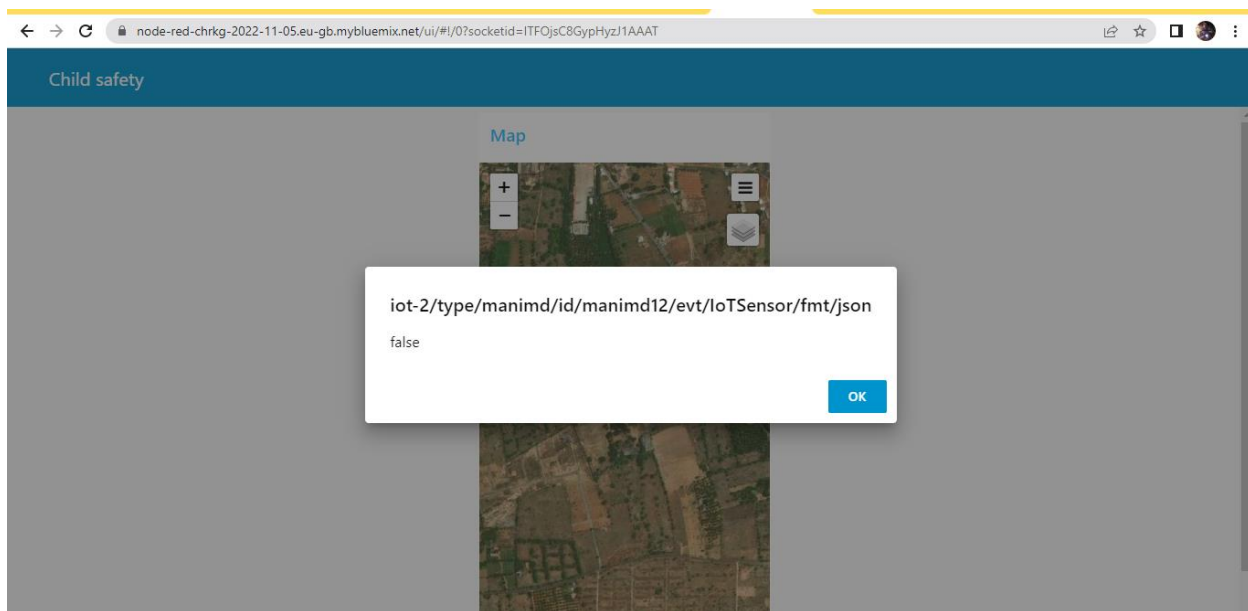 node-red-chrkg-2022-11-05.eu-gb.mybluemix.net/ui/#!/0?socketid=ITFOjsC8GypHyzJ1AAAT
Child safety
Map
+
−
iot-2/type/manimd/id/manimd12/evt/IoTSensor/fmt/json
false
OK